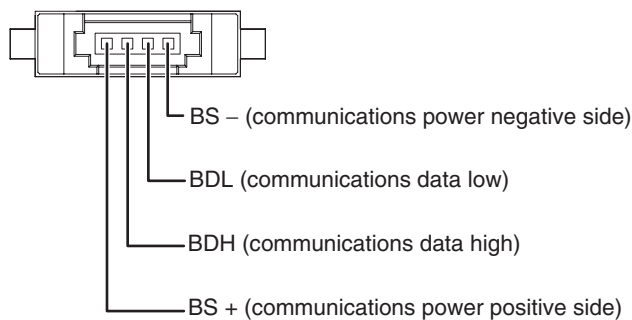 BS – (communications power negative side)
BDL (communications data low)
BDH (communications data high)
BS + (communications power positive side)